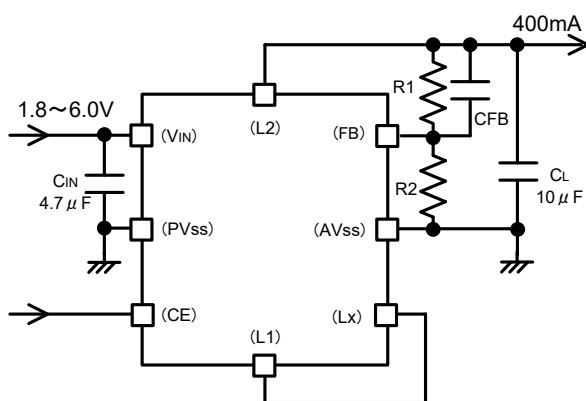 400mA
R1
CFB
1.8～6.0V
(L2)
(VIN)
(FB)
CIN
4.7μF
R2
CL
10μF
(PVss)
(AVss)
(CE)
(L1)
(Lx)